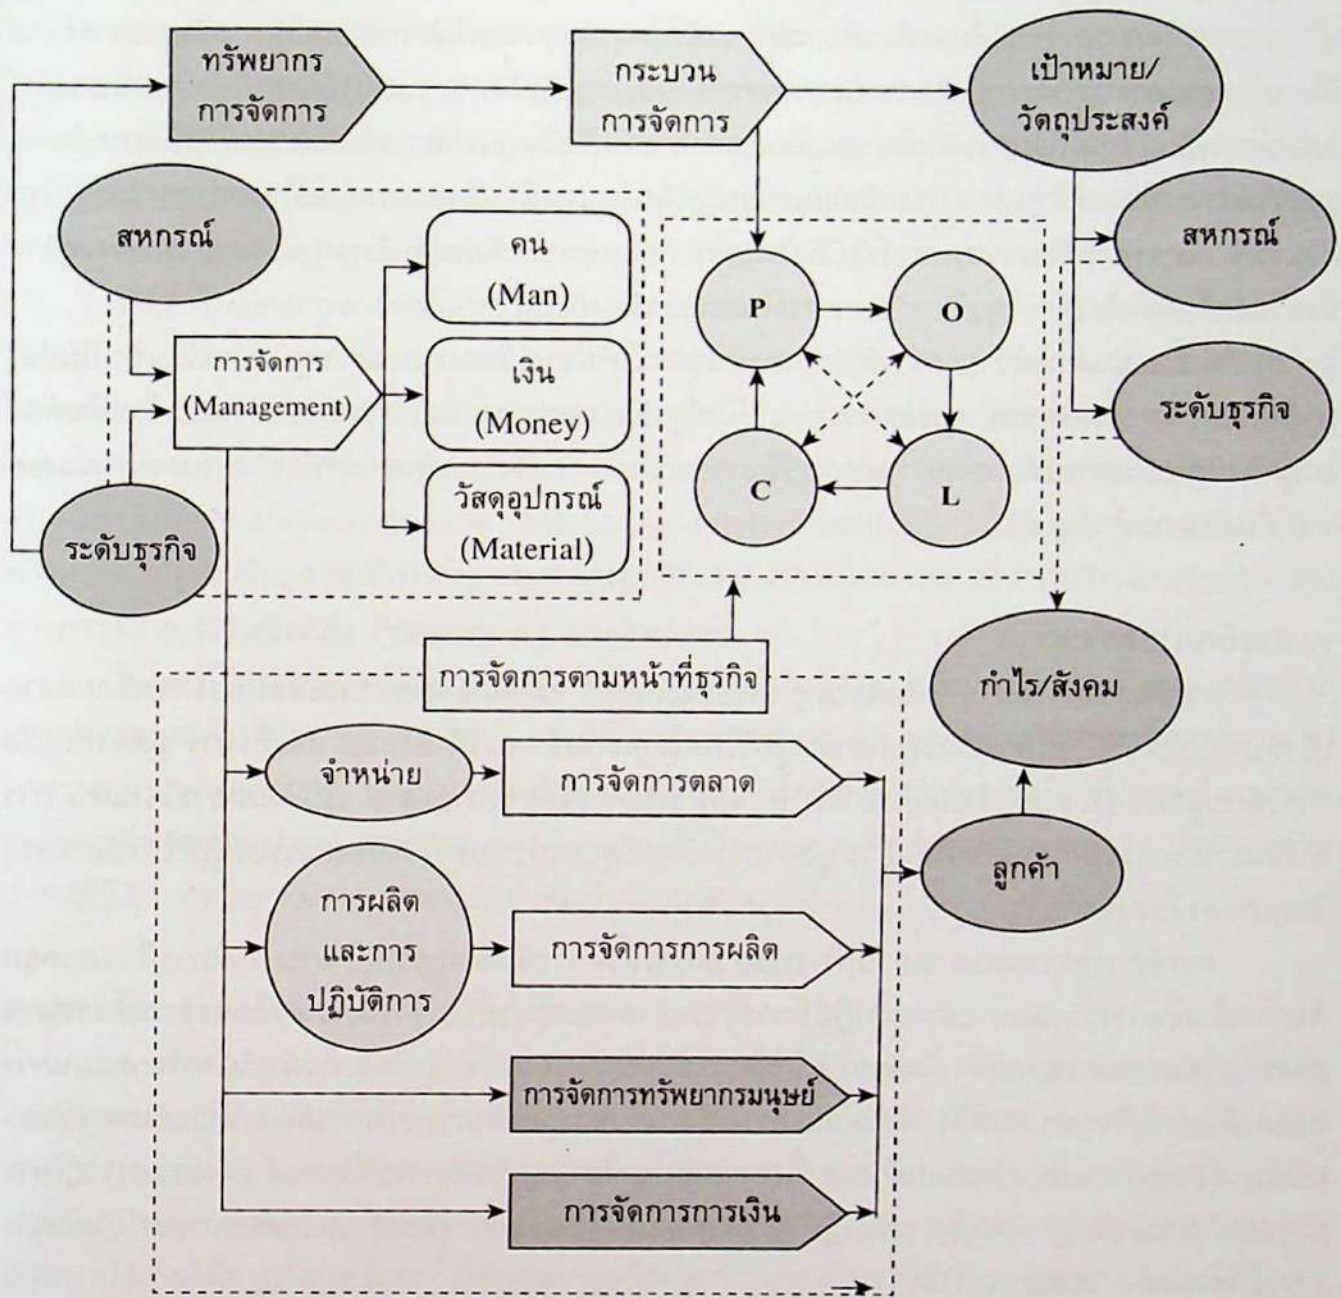 ทรัพยากร
การจัดการ
กระบวน
การจัดการ
เป้าหมาย/
วัตถุประสงค์
สหกรณ์
คน
(Man)
เงิน
(Money)
วัสดุอุปกรณ์
(Material)
การจัดการ
(Management)
ระดับธุรกิจ
P
O
C
L
สหกรณ์
ระดับธุรกิจ
กำไร/สังคม
ลูกค้า
การจัดการตามหน้าที่ธุรกิจ
จำหน่าย
การจัดการตลาด
การผลิต
และการ
ปฏิบัติการ
การจัดการการผลิต
การจัดการทรัพยากรมนุษย์
การจัดการการเงิน